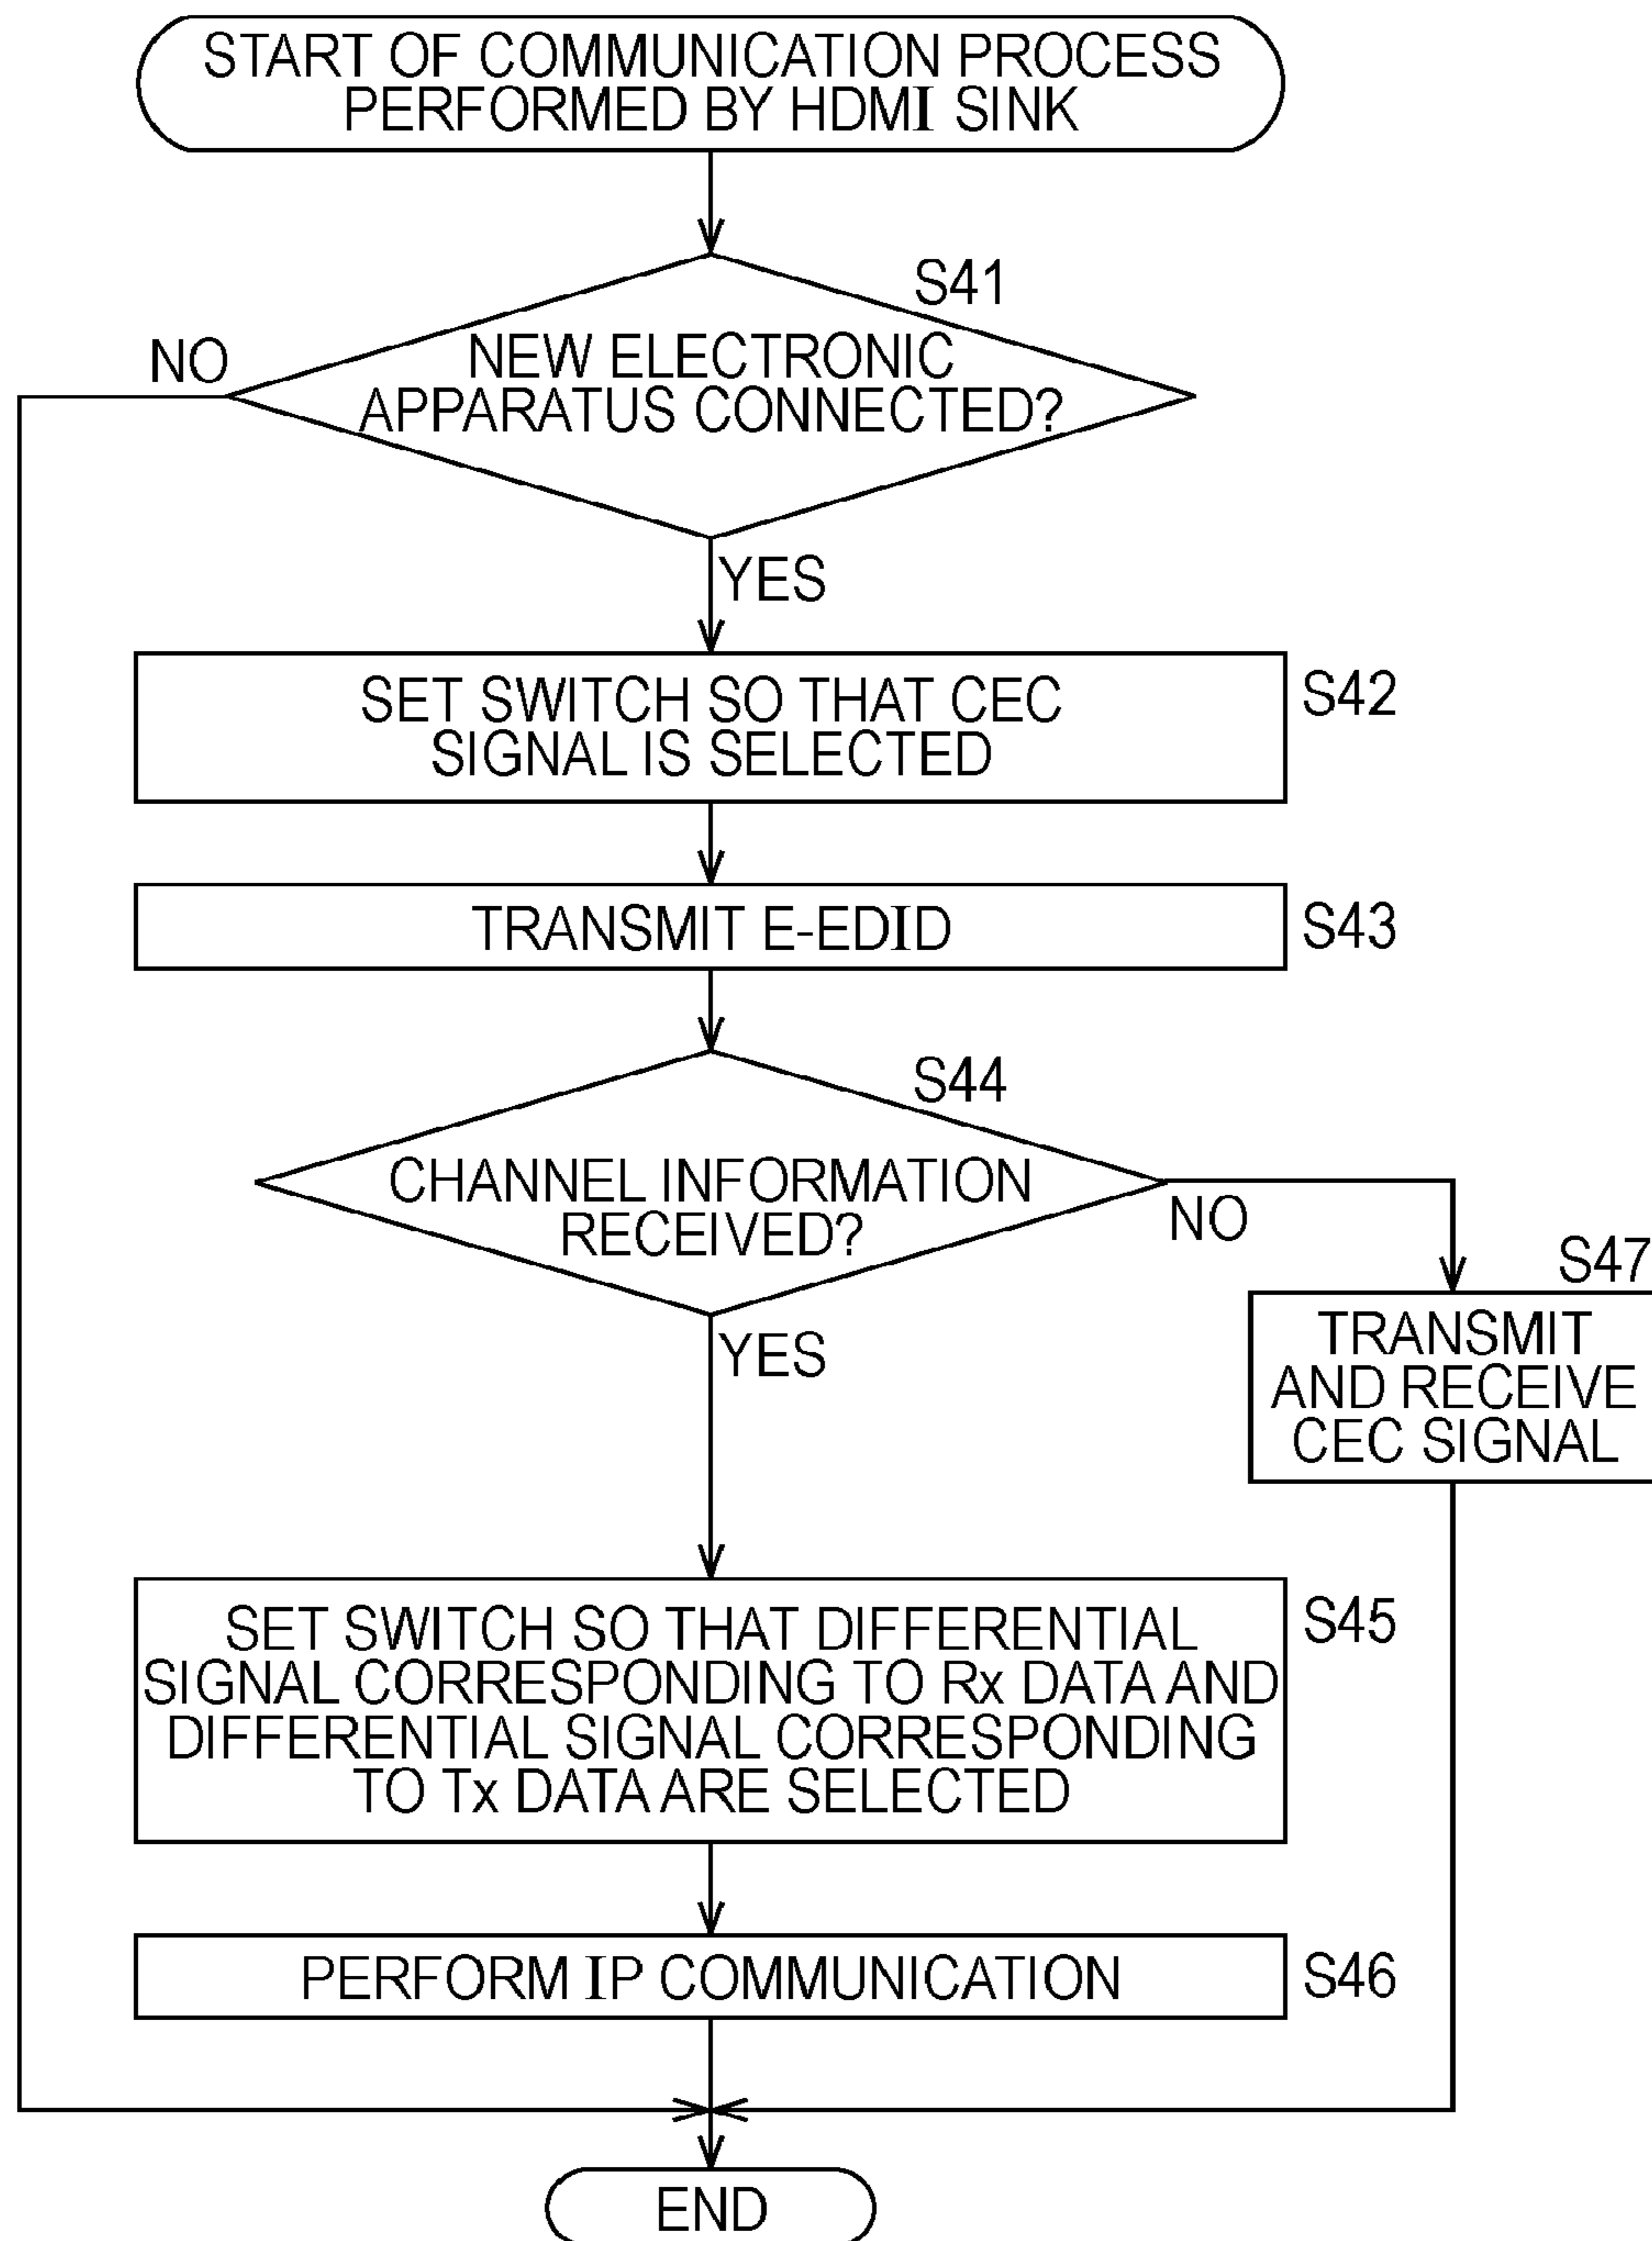 START OF COMMUNICATION PROCESS
PERFORMED BY HDMI SINK
S41
NO
NEW ELECTRONIC
APPARATUS CONNECTED?
YES
SET SWITCH SO THAT CEC
SIGNAL IS SELECTED
S42
TRANSMIT E-EDID
S43
S44
CHANNEL INFORMATION
RECEIVED?
NO
YES
S47
TRANSMIT
AND RECEIVE
CEC SIGNAL
SET SWITCH SO THAT DIFFERENTIAL
SIGNAL CORRESPONDING TO Rx DATA AND
DIFFERENTIAL SIGNAL CORRESPONDING
TO Tx DATA ARE SELECTED
S45
PERFORM IP COMMUNICATION
S46
END